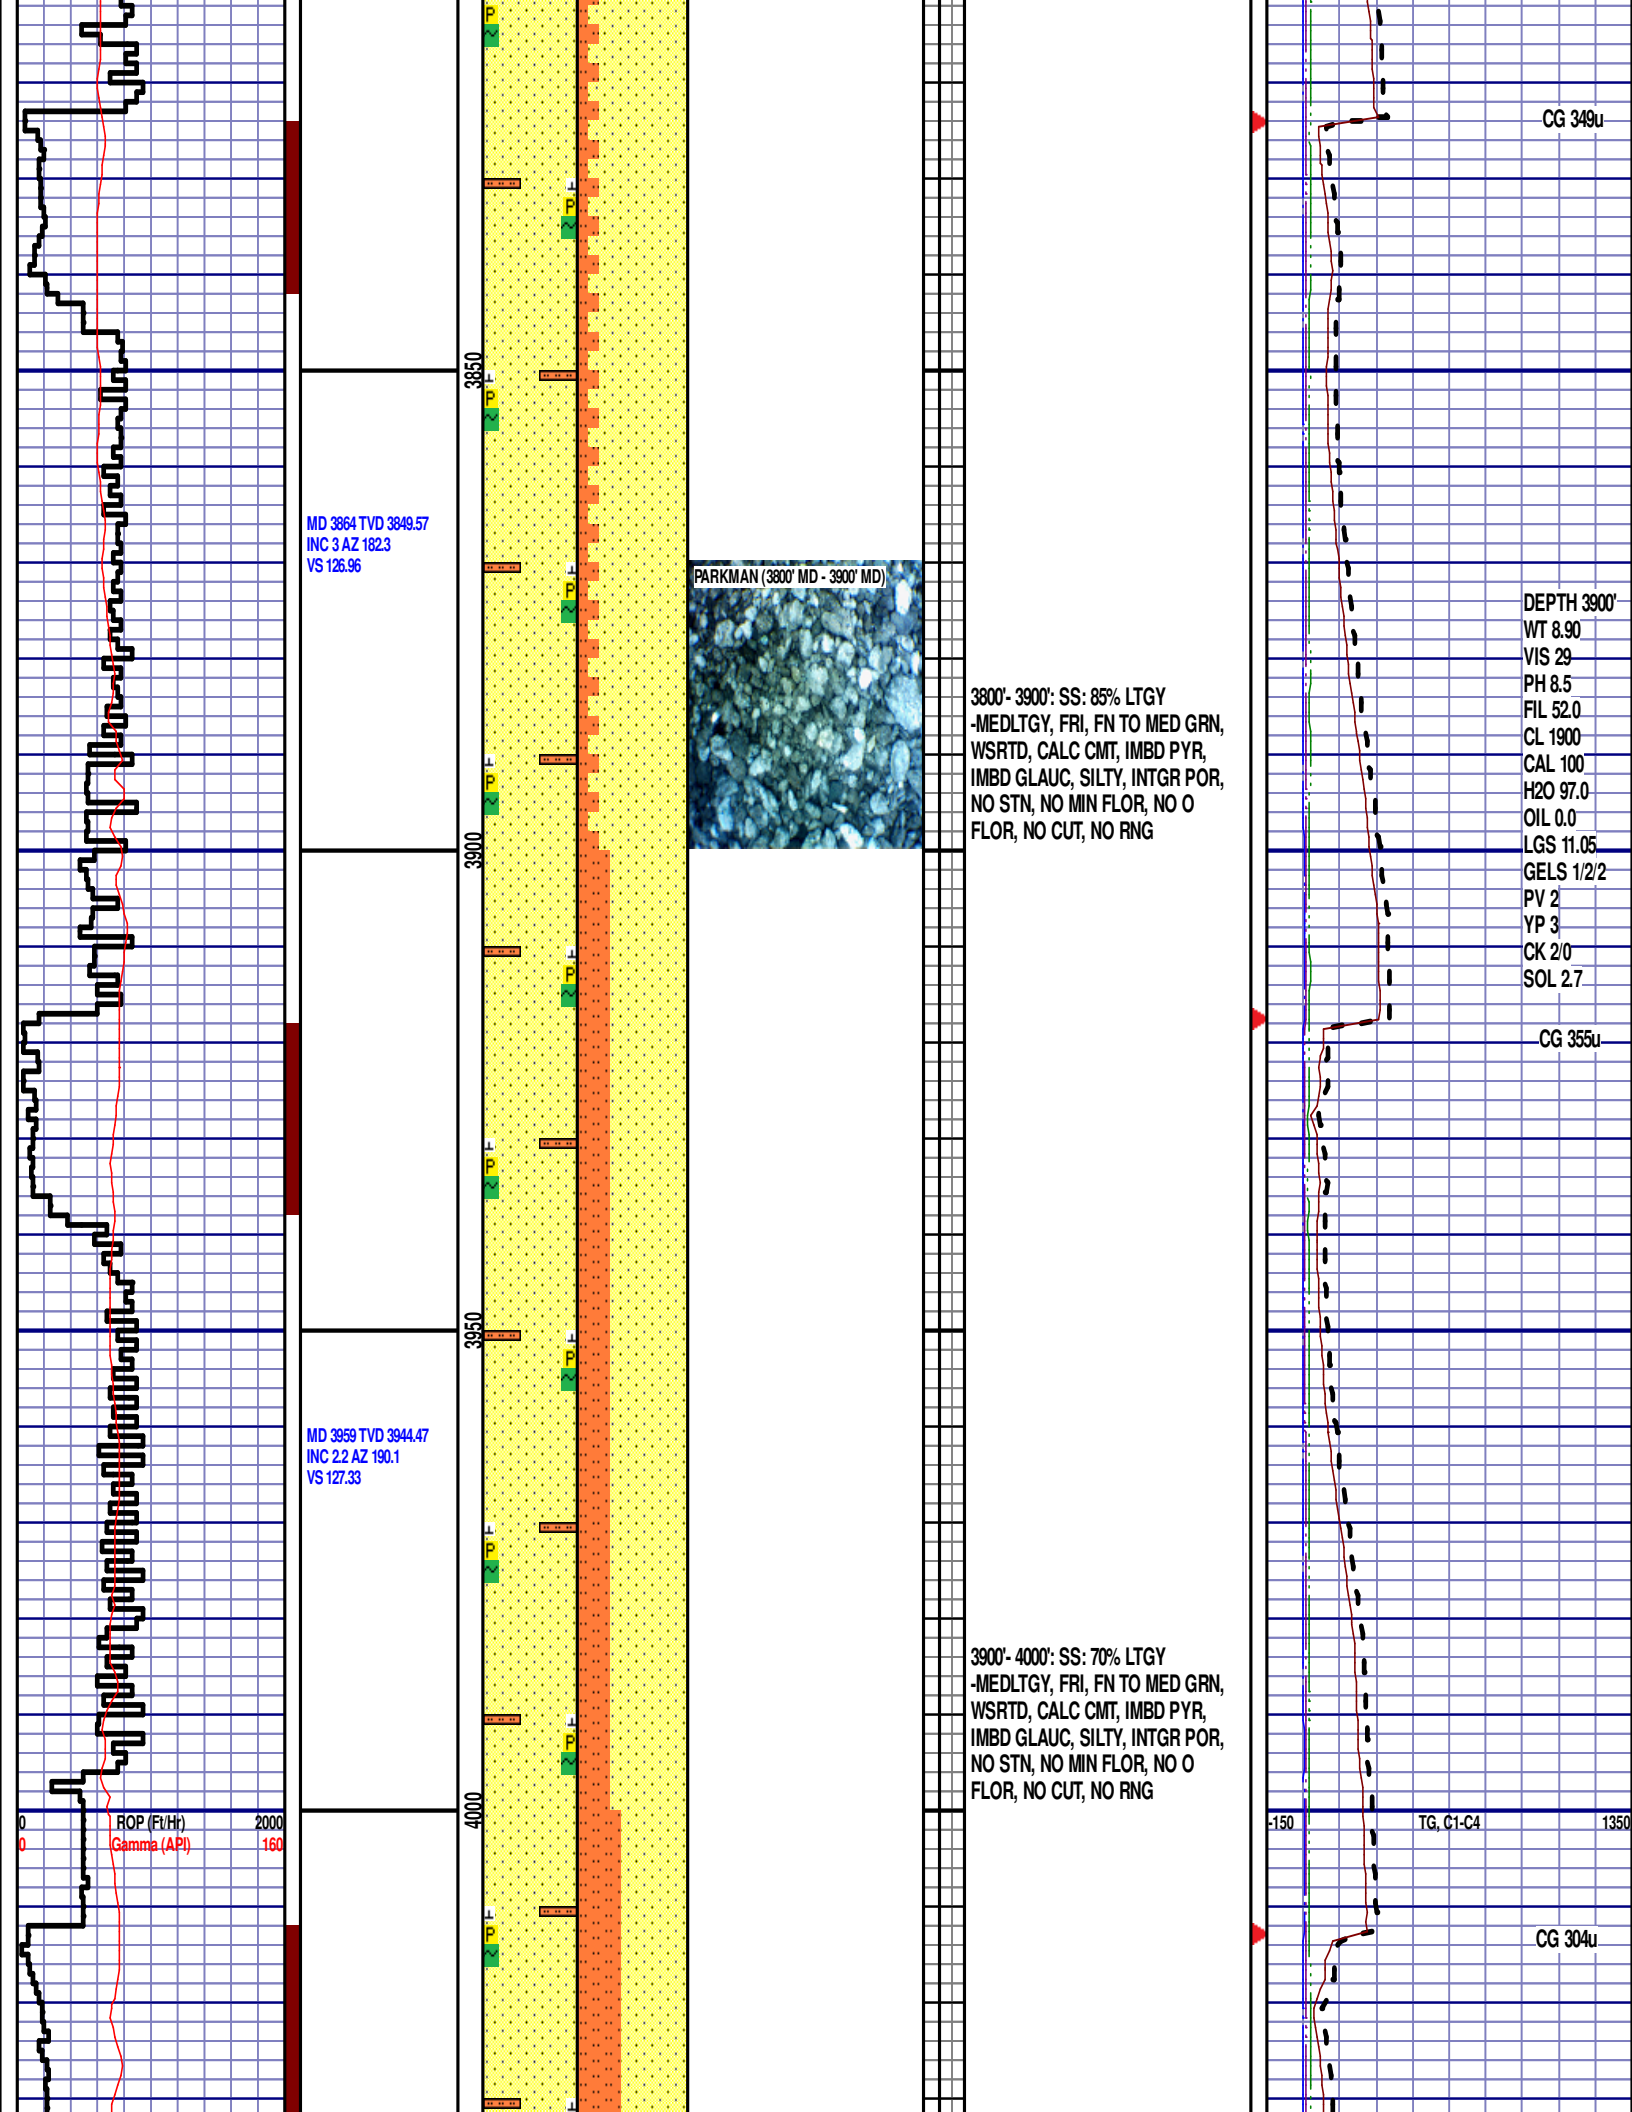 P
CG 349u
P
3850
P
MD 3864 TVD 3849.57
INC 3 AZ 182.3
VS 126.96
PARKMAN (3800' MD - 3900' MD)
P
DEPTH 3900'
WT 8.90
VIS 29
PH 8.5
FIL 52.0
CL 1900
CAL 100
H2O 97.0
OIL 0.0
LGS 11.05
GELS 1/2/2
PV 2
YP 3
CK 2/0
SOL 2.7
3800'- 3900': SS: 85% LTGY
-MEDLTGY, FRI, FN TO MED GRN,
WSRTD, CALC CMT, IMBD PYR,
IMBD GLAUC, SILTY, INTGR POR,
NO STN, NO MIN FLOR, NO O
FLOR, NO CUT, NO RNG
P
3900
P
CG 355u
P
3950
P
MD 3959 TVD 3944.47
INC 2.2 AZ 190.1
VS 127.33
P
3900'- 4000': SS: 70% LTGY
-MEDLTGY, FRI, FN TO MED GRN,
WSRTD, CALC CMT, IMBD PYR,
IMBD GLAUC, SILTY, INTGR POR,
NO STN, NO MIN FLOR, NO O
FLOR, NO CUT, NO RNG
P
4000
0 ROP (Ft/Hr) 2000
0 Gamma (API) 160
-150 TG, C1-C4 1350
P
CG 304u